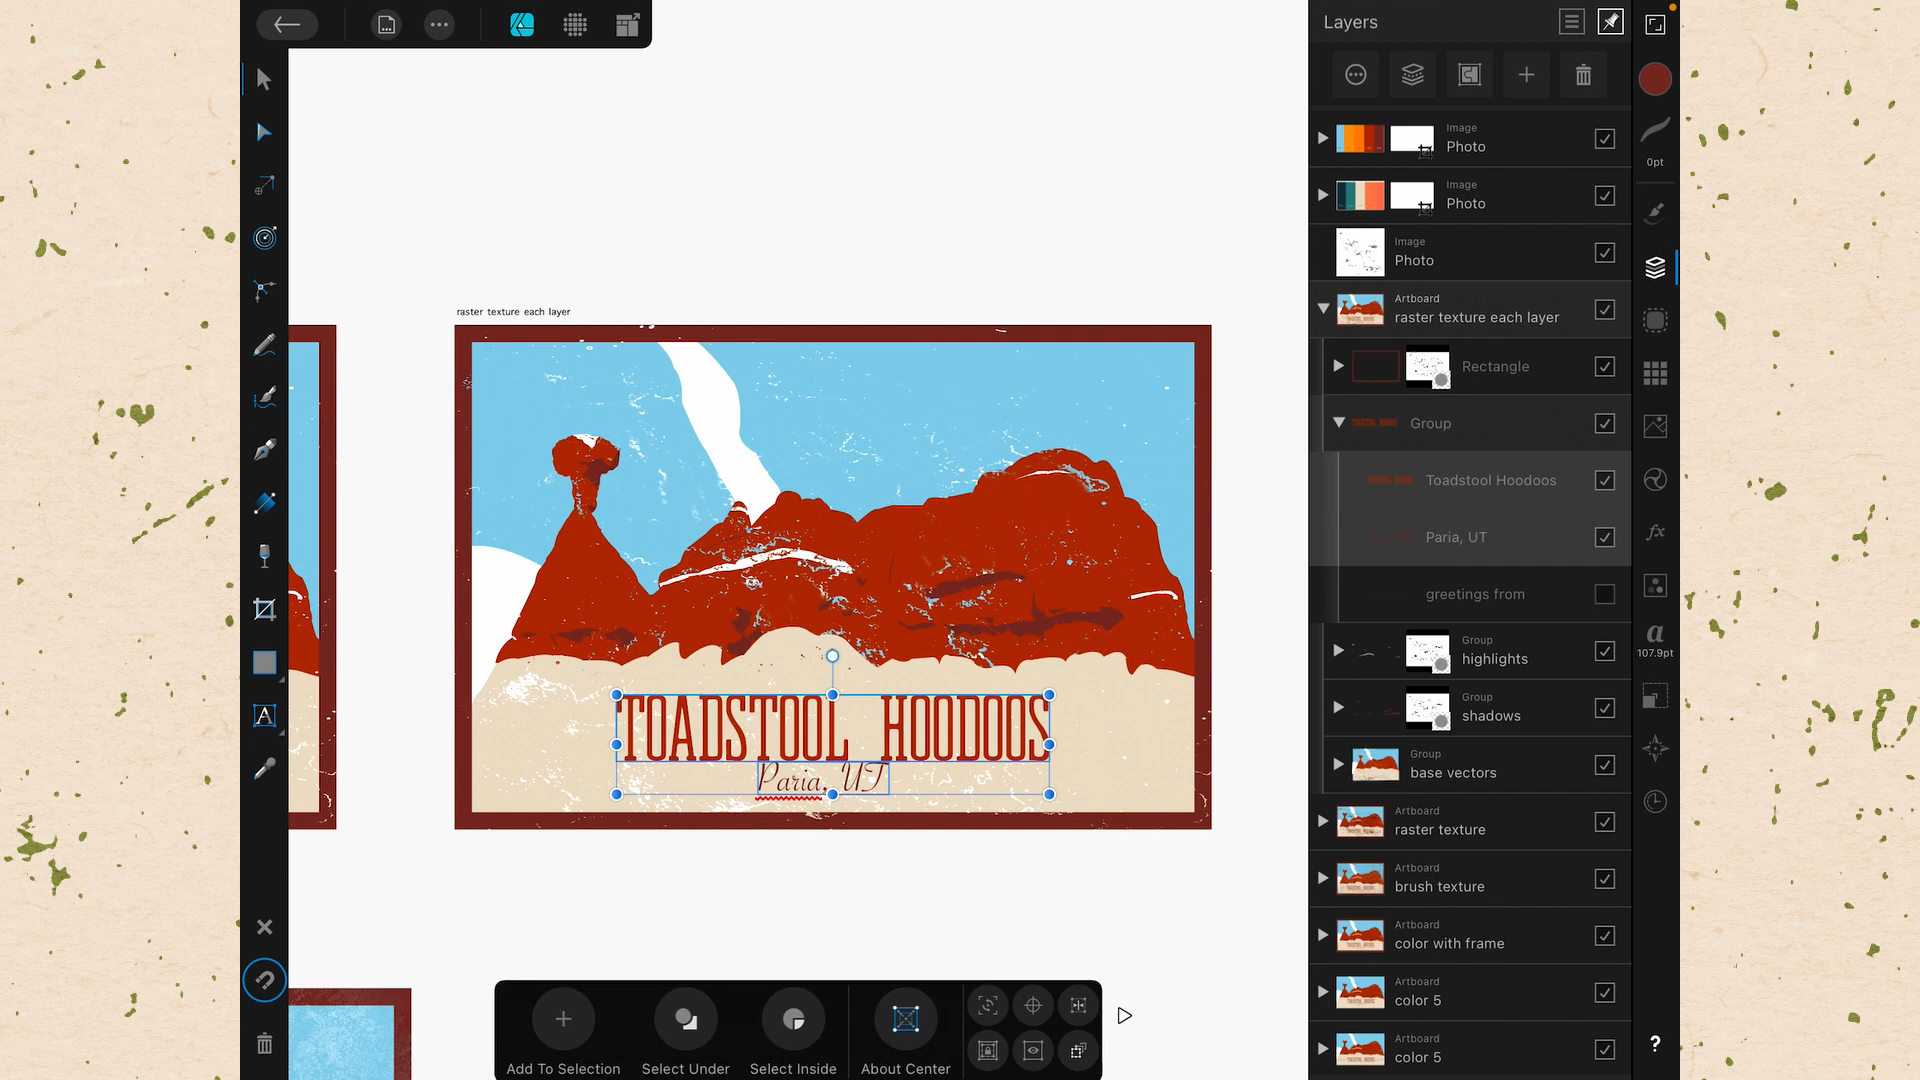 Layers
Image
Photo
0pt
Image
Photo
Image
Photo
Artboard
raster texture each layer
raster texture each layer
Rectangle
Group
Toadstool Hoodoos
fx
Paria, UT
greetings from
a
107.9pt
Group
highlights
Group
shadows
TOADSTOOL HOODOOS
Paria, UT
A
Group
base vectors
Artboard
raster texture
Artboard
brush texture
Artboard
color with frame
Artboard
color 5
Artboard
color 5
?
Add To Selection
Select Under
Select Inside
About Center